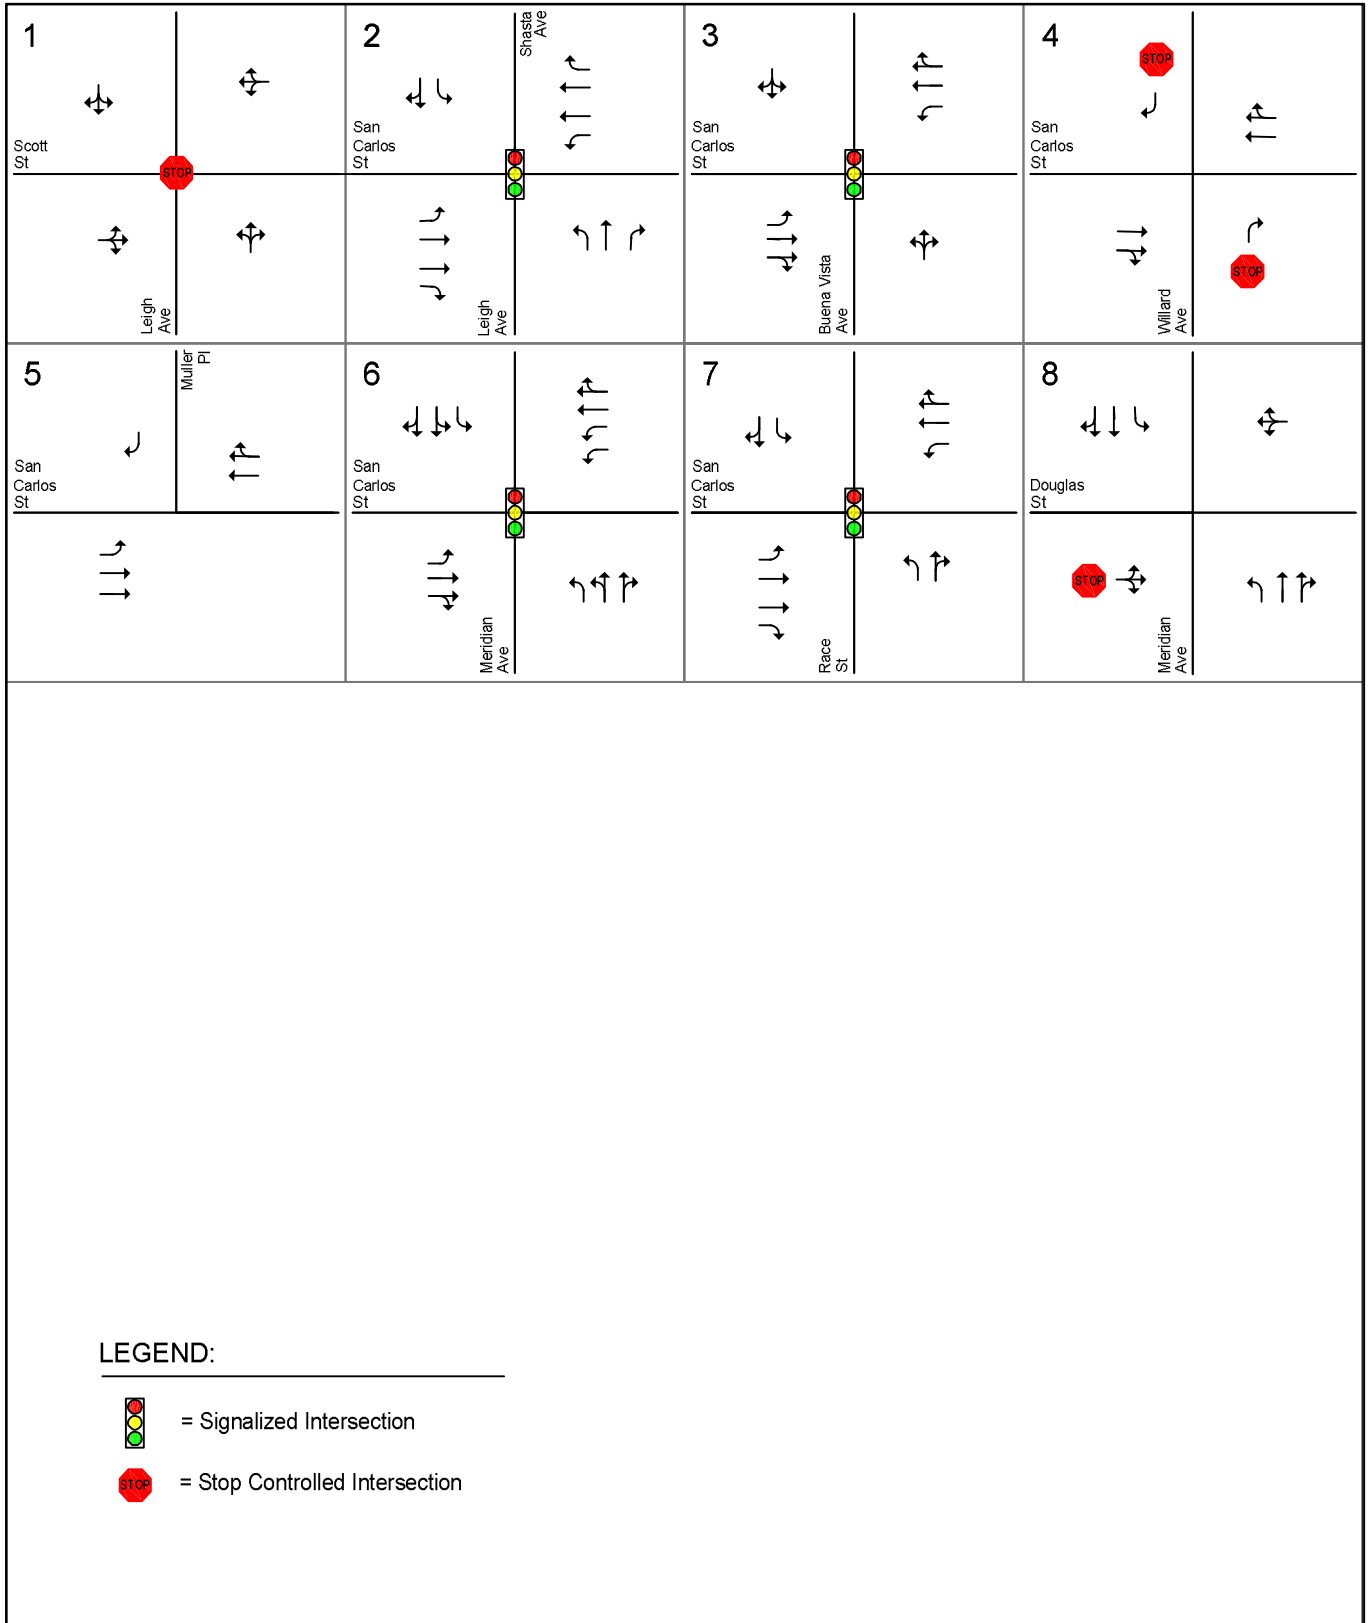 1
Scott
St
STOP
Leigh
Ave
2
Shasta
Ave
San
Carlos
St
Leigh
Ave
3
San
Carlos
St
Buena Vista
Ave
4
STOP
San
Carlos
St
STOP
Willard
Ave
5
Muller
Pl
San
Carlos
St
6
San
Carlos
St
Meridian
Ave
7
San
Carlos
St
Race
St
8
Douglas
St
STOP
Meridian
Ave
LEGEND:
= Signalized Intersection
STOP
= Stop Controlled Intersection